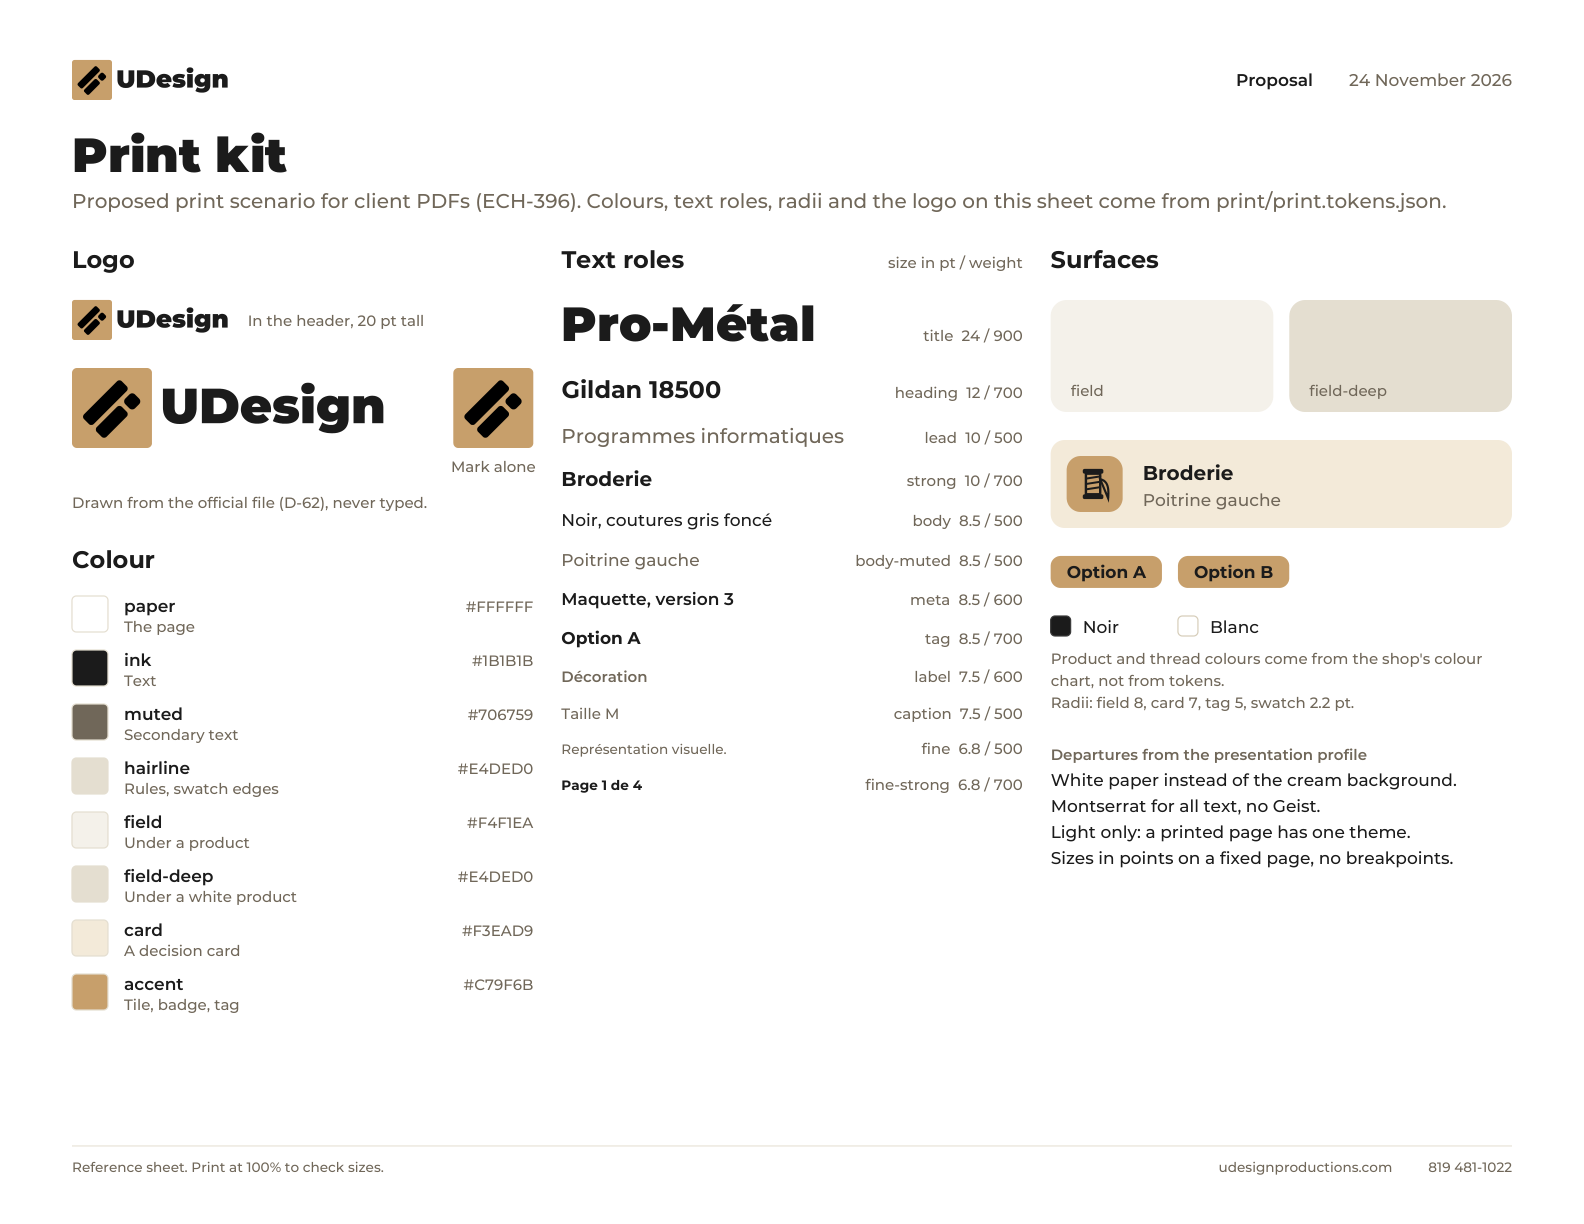 UDesign
Proposal 24 November 2026
Print kit
Proposed print scenario for client PDFs (ECH-396). Colours, text roles, radii and the logo on this sheet come from print/print.tokens.json.
Logo
UDesign In the header, 20 pt tall
UDesign
Mark alone
Drawn from the official file (D-62), never typed.
Colour
paper #FFFFFF
The page
ink #1B1B1B
Text
muted #706759
Secondary text
hairline #E4DED0
Rules, swatch edges
field #F4F1EA
Under a product
field-deep #E4DED0
Under a white product
card #F3EAD9
A decision card
accent #C79F6B
Tile, badge, tag
Text roles size in pt / weight
Pro-Métal title 24 / 900
Gildan 18500 heading 12 / 700
Programmes informatiques lead 10 / 500
Broderie strong 10 / 700
Noir, coutures gris foncé body 8.5 / 500
Poitrine gauche body-muted 8.5 / 500
Maquette, version 3 meta 8.5 / 600
Option A tag 8.5 / 700
Décoration label 7.5 / 600
Taille M caption 7.5 / 500
Représentation visuelle. fine 6.8 / 500
Page 1 de 4 fine-strong 6.8 / 700
Surfaces
field field-deep
Broderie
Poitrine gauche
Option A Option B
Noir Blanc
Product and thread colours come from the shop's colour
chart, not from tokens.
Radii: field 8, card 7, tag 5, swatch 2.2 pt.
Departures from the presentation profile
White paper instead of the cream background.
Montserrat for all text, no Geist.
Light only: a printed page has one theme.
Sizes in points on a fixed page, no breakpoints.
Reference sheet. Print at 100% to check sizes. udesignproductions.com 819 481-1022